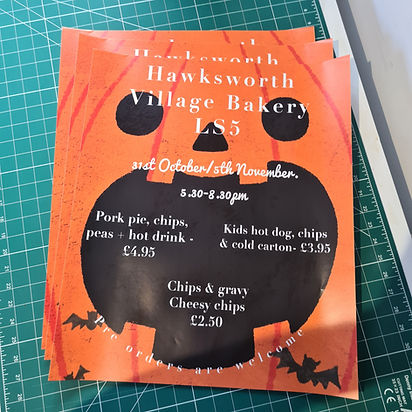 Hawksworth
Hawksworth
Village Bakery
LS5
31st October/5th November.
5.30-8.30pm
Pork pie, chips,
peas + hot drink -
£4.95
Kids hot dog, chips
& cold carton- £3.95
Chips & gravy
Cheesy chips
£2.50
Pre orders are welcome